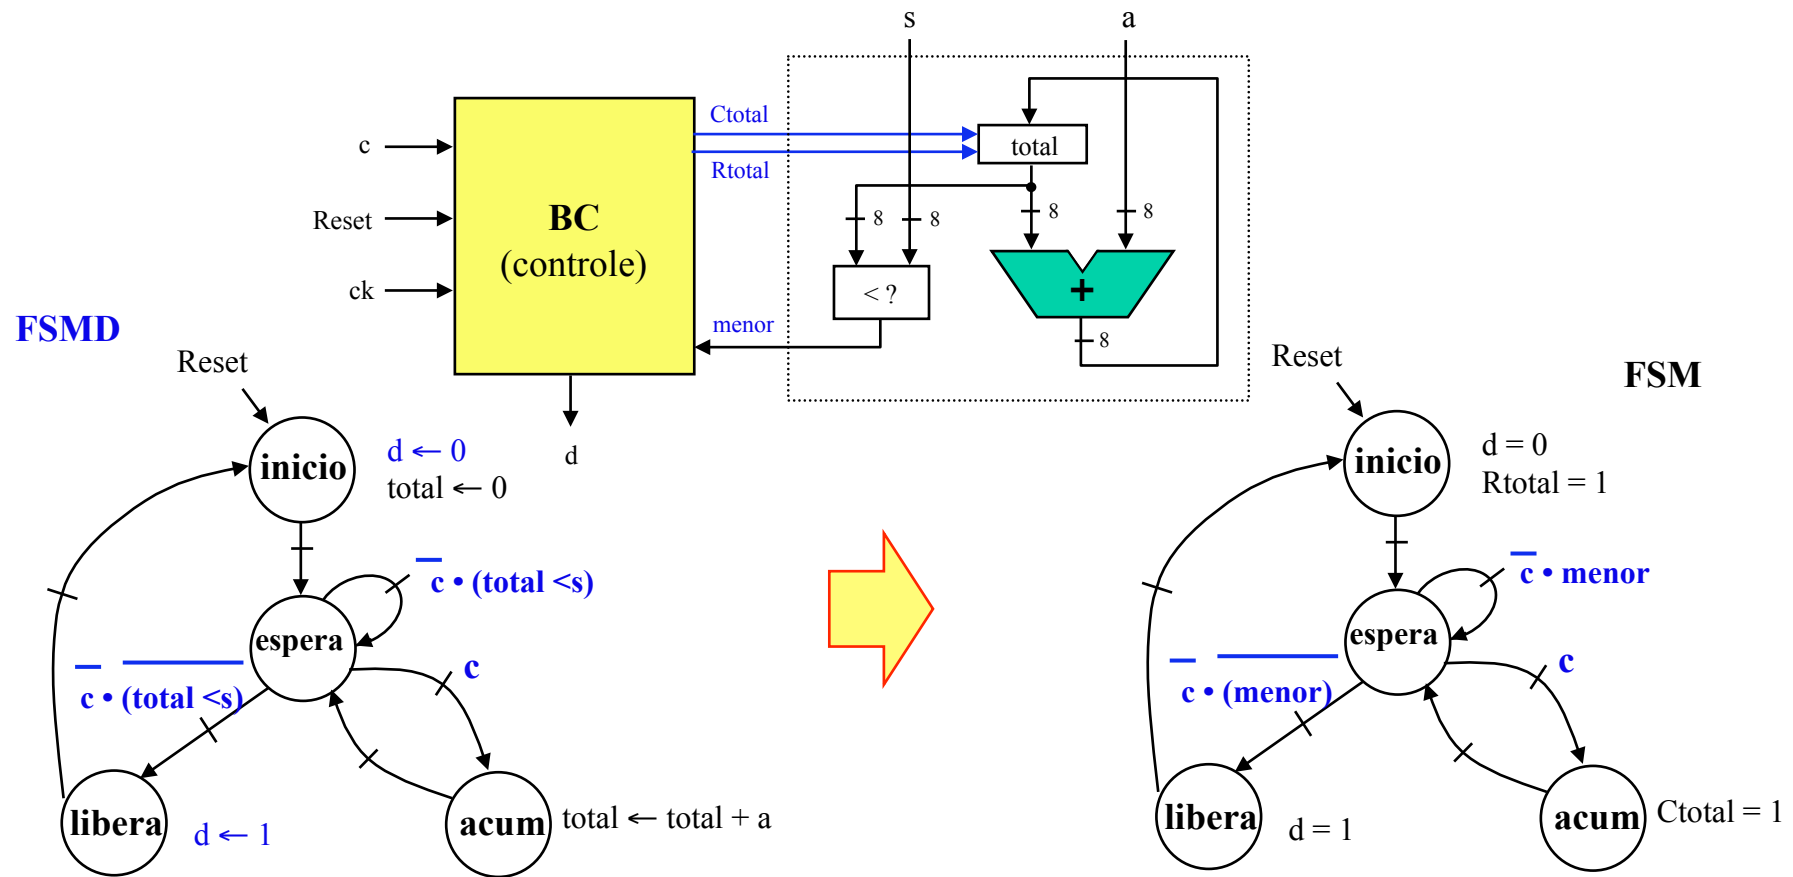 s
a
Ctotal
Rtotal
total
c
Reset
ck
BC
(controle)
8
8
8
8
< ?
+
8
menor
d
FSMD
Reset
inicio
d ← 0
total ← 0
c • (total <s)
espera
c
c • (total <s)
libera
d ← 1
acum
total ← total + a
FSM
Reset
inicio
d = 0
Rtotal = 1
c • menor
espera
c
c • (menor)
libera
d = 1
acum
Ctotal = 1